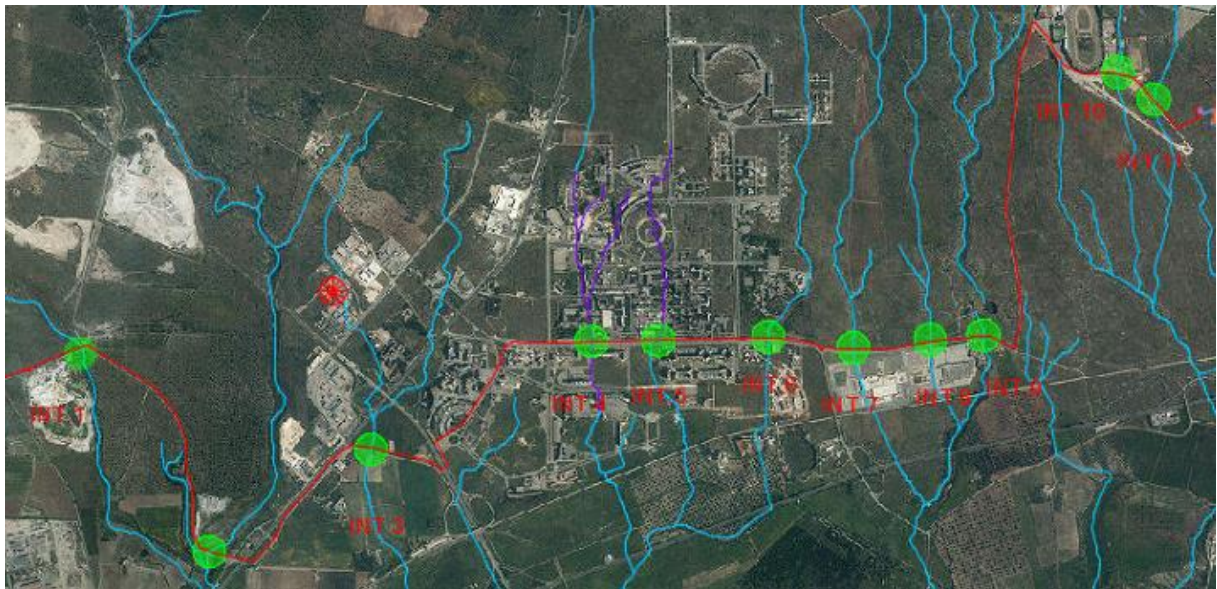 INT. 10
INT. 11
INT. 1
INT. 4
INT. 5
INT. 6
INT. 7
INT. 8
INT. 9
INT. 3